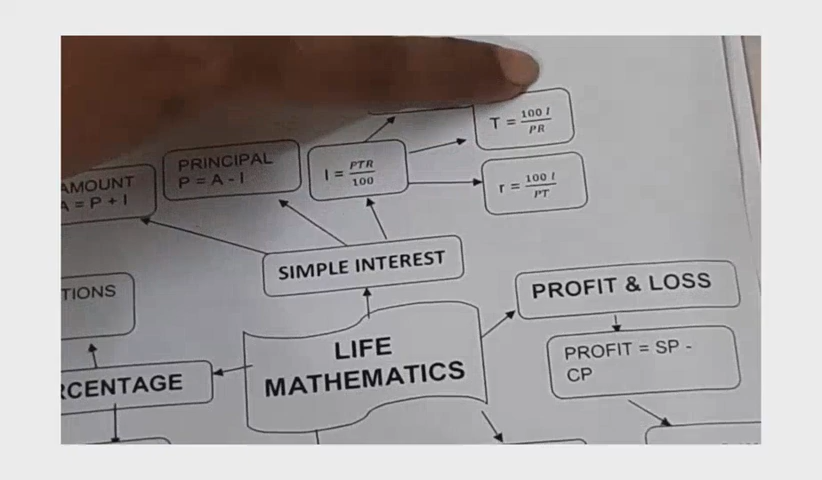 T = 100 I / PR
PRINCIPAL
P = A - I
I = PTR / 100
AMOUNT
A = P + I
r = 100 I / PT
SIMPLE INTEREST
TIONS
PROFIT & LOSS
LIFE
MATHEMATICS
PROFIT = SP -
CP
RCENTAGE